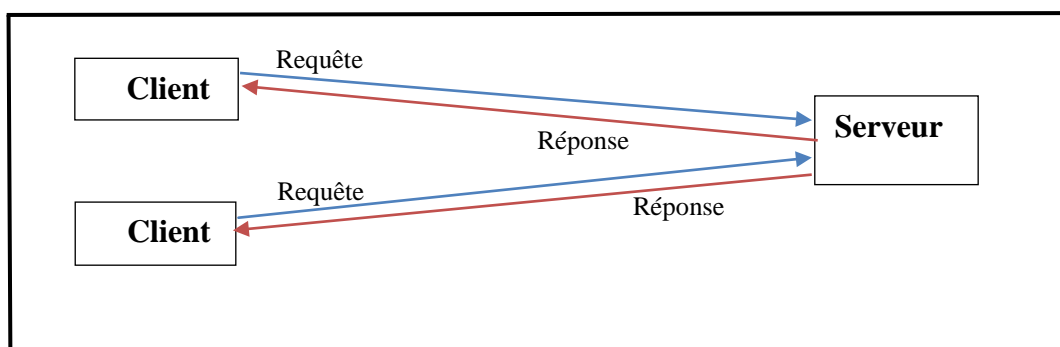 Requête
Client
Serveur
Réponse
Requête
Réponse
Client